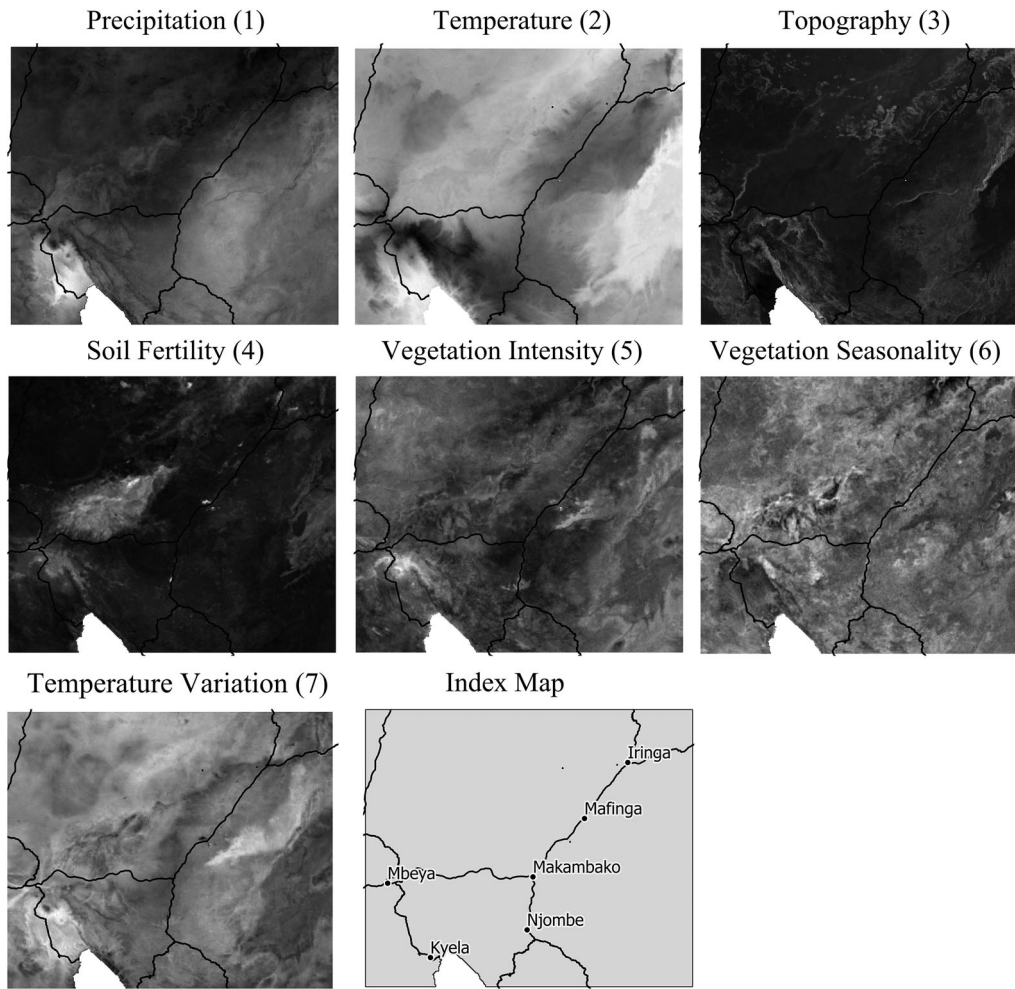 Precipitation (1)
Temperature (2)
Topography (3)
Soil Fertility (4)
Vegetation Intensity (5)
Vegetation Seasonality (6)
Temperature Variation (7)
Index Map
Iringa
Mafinga
Makambako
Mbeya
Njombe
Kyela